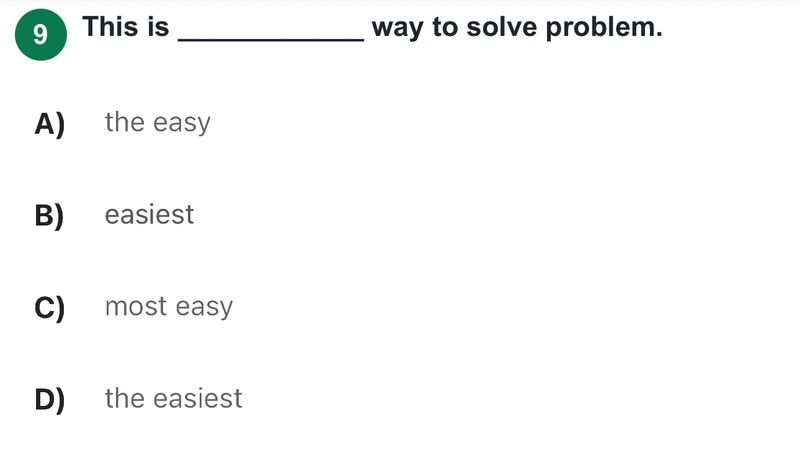 9 This is ____________ way to solve problem.
A) the easy
B) easiest
C) most easy
D) the easiest